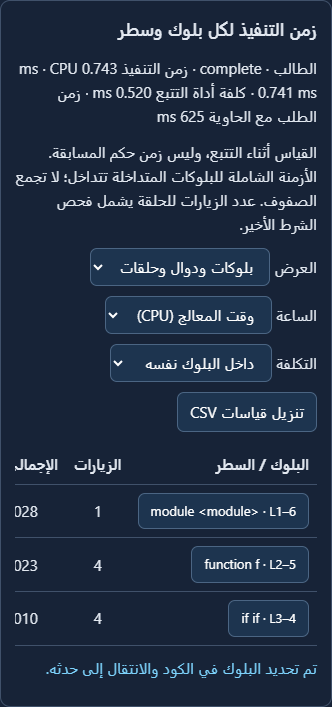 زمن التنفيذ لكل بلوك وسطر
الطالب · complete · زمن التنفيذ 0.743 ms · CPU
0.741 ms · كلفة أداة التتبع 0.520 ms · زمن
الطلب مع الحاوية 625 ms
القياس أثناء التتبع، وليس زمن حكم المسابقة.
الأزمنة الشاملة للبلوكات المتداخلة تتداخل؛ لا تجمع
الصفوف. عدد الزيارات للحلقة يشمل فحص
الشرط الأخير.
العرض بلوكات ودوال وحلقات
الساعة وقت المعالج (CPU)
التكلفة داخل البلوك نفسه
تنزيل قياسات CSV
البلوك / السطر الزيارات الإجمالي
module <module> · L1–6 1 028
function f · L2–5 4 023
if if · L3–4 4 010
تم تحديد البلوك في الكود والانتقال إلى حدثه.